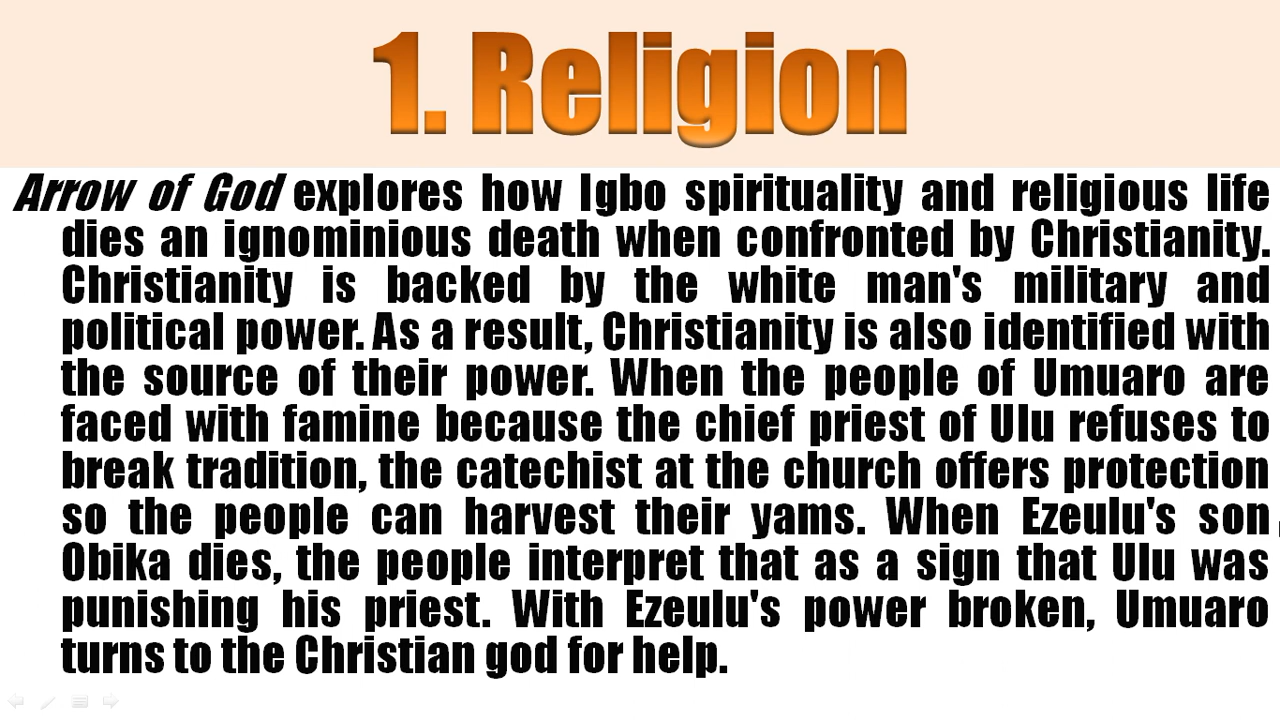 1. Religion
Arrow of God explores how Igbo spirituality and religious life
dies an ignominious death when confronted by Christianity.
Christianity is backed by the white man's military and
political power. As a result, Christianity is also identified with
the source of their power. When the people of Umuaro are
faced with famine because the chief priest of Ulu refuses to
break tradition, the catechist at the church offers protection
so the people can harvest their yams. When Ezeulu's son
Obika dies, the people interpret that as a sign that Ulu was
punishing his priest. With Ezeulu's power broken, Umuaro
turns to the Christian god for help.